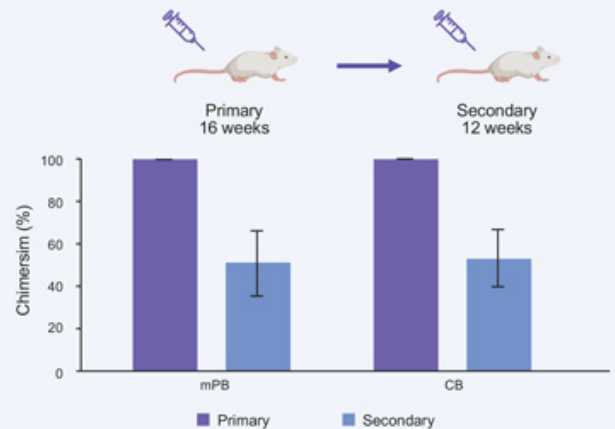 Primary
16 weeks
Secondary
12 weeks
Chimersim (%)
100
80
60
40
20
0
mPB
CB
Primary
Secondary